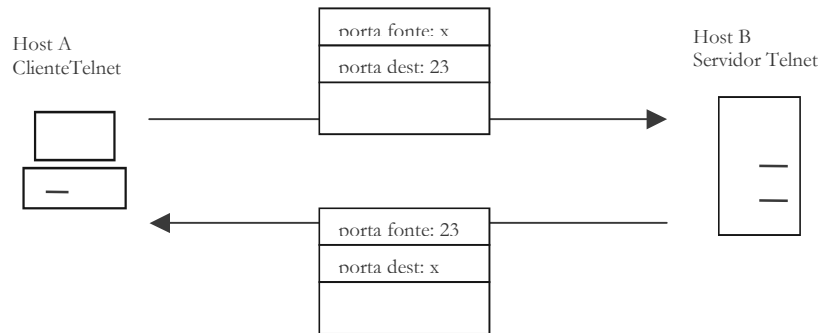 porta fonte: x
Host A
ClienteTelnet
Host B
Servidor Telnet
porta dest: 23
porta fonte: 23
porta dest: x